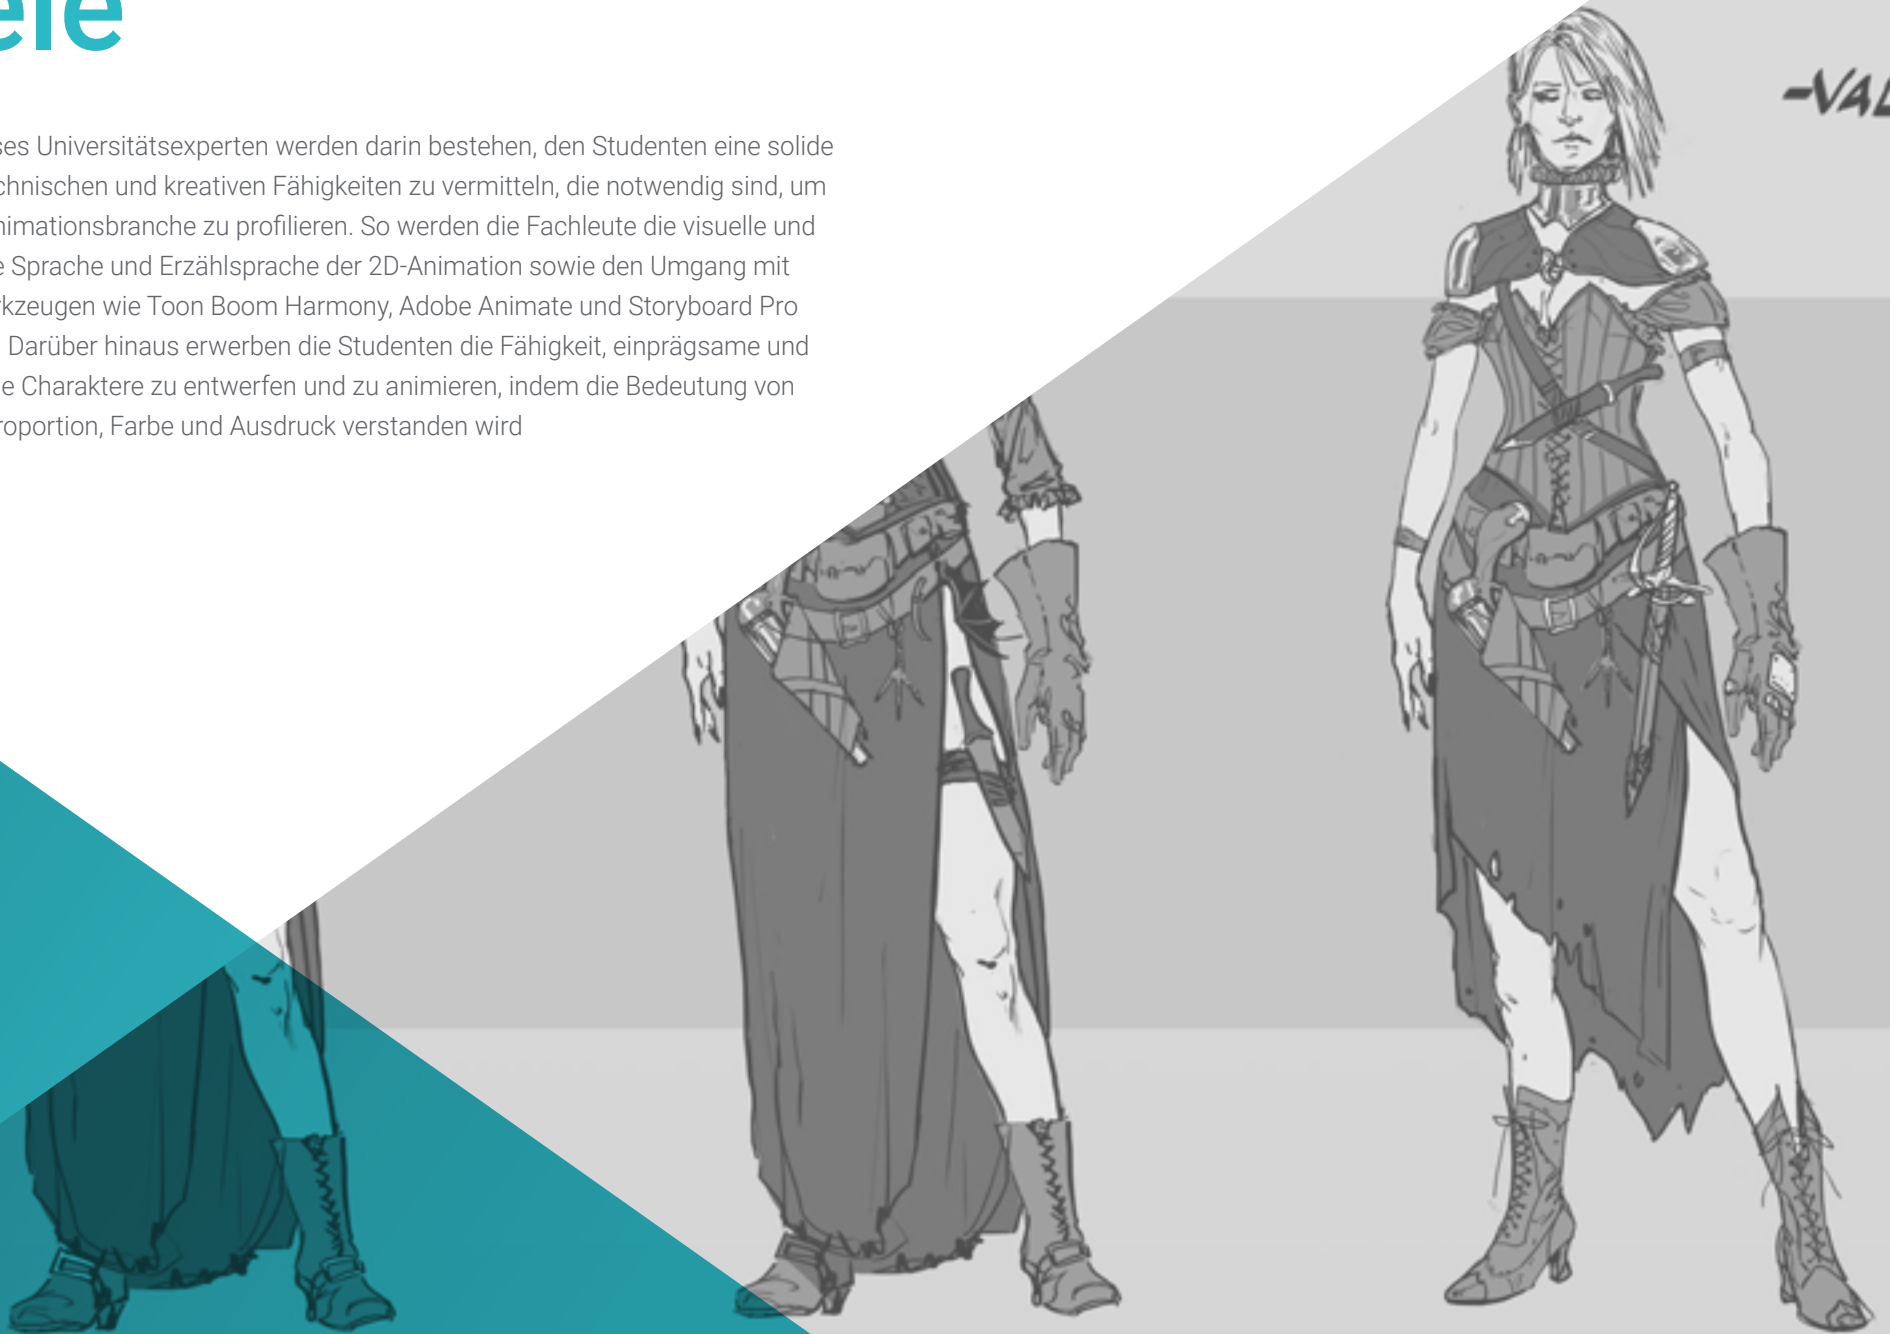 ele
ses Universitätsexperten werden darin bestehen, den Studenten eine solide
chnischen und kreativen Fähigkeiten zu vermitteln, die notwendig sind, um
nimationsbranche zu profilieren. So werden die Fachleute die visuelle und
e Sprache und Erzählsprache der 2D-Animation sowie den Umgang mit
rkzeugen wie Toon Boom Harmony, Adobe Animate und Storyboard Pro
Darüber hinaus erwerben die Studenten die Fähigkeit, einprägsame und
e Charaktere zu entwerfen und zu animieren, indem die Bedeutung von
roportion, Farbe und Ausdruck verstanden wird
-VAL